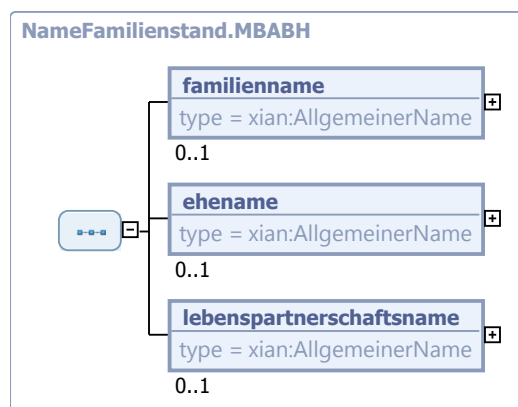 NameFamilienstand.MBABH
familienname
type = xian:AllgemeinerName
0..1
ehename
type = xian:AllgemeinerName
0..1
lebenspartnerschaftsname
type = xian:AllgemeinerName
0..1